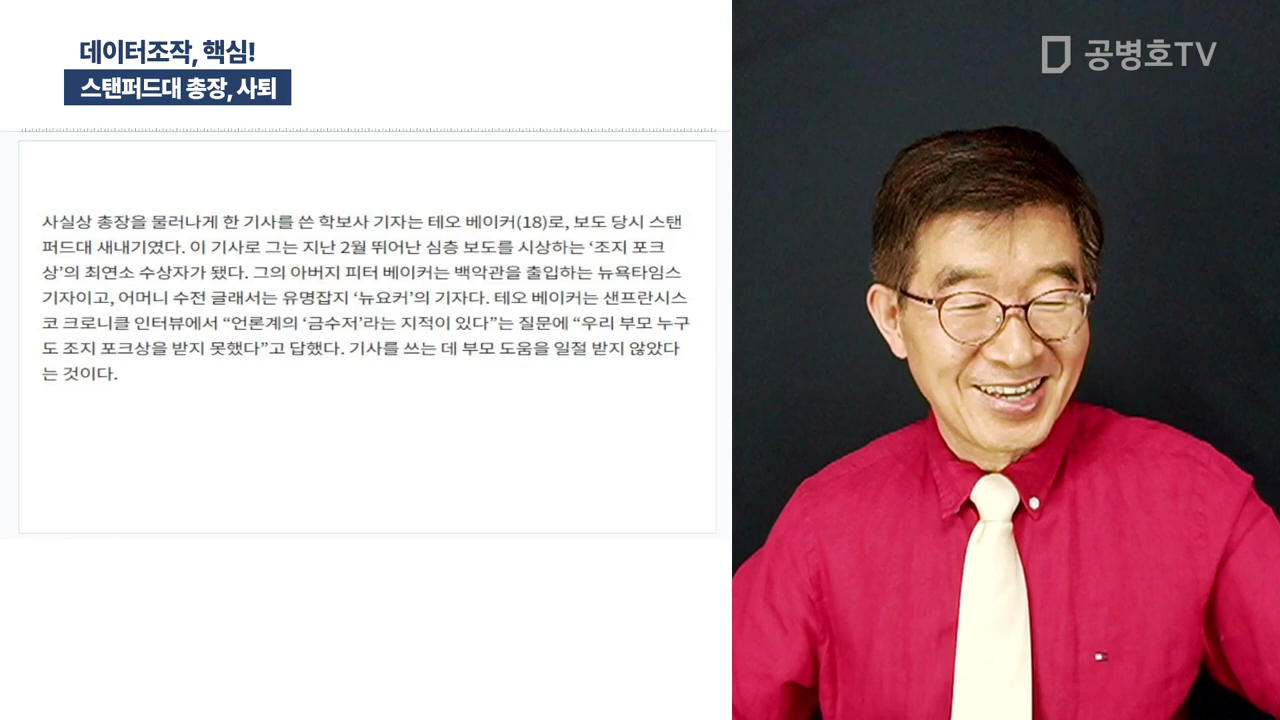 데이터조작, 핵심!
스탠퍼드대 총장, 사퇴
공병호TV
사실상 총장을 물러나게 한 기사를 쓴 학보사 기자는 테오 베이커(18)로, 보도 당시 스탠
퍼드대 새내기였다. 이 기사로 그는 지난 2월 뛰어난 심층 보도를 시상하는 ‘조지 포크
상’의 최연소 수상자가 됐다. 그의 아버지 피터 베이커는 백악관을 출입하는 뉴욕타임스
기자이고, 어머니 수전 글래서는 유명잡지 ‘뉴요커’의 기자다. 테오 베이커는 샌프란시스
코 크로니클 인터뷰에서 “언론계의 ‘금수저’라는 지적이 있다”는 질문에 “우리 부모 누구
도 조지 포크상을 받지 못했다”고 답했다. 기사를 쓰는 데 부모 도움을 일절 받지 않았다
는 것이다.